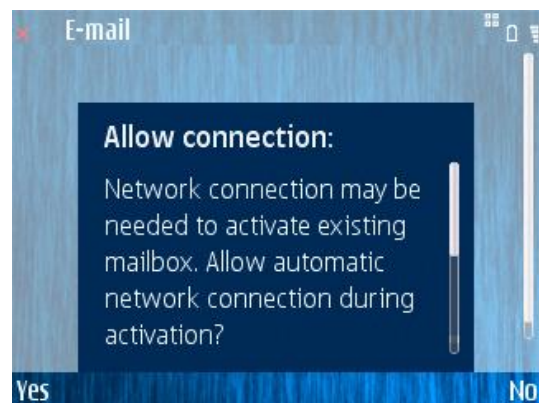 E-mail
Allow connection:
Network connection may be
needed to activate existing
mailbox. Allow automatic
network connection during
activation?
Yes No